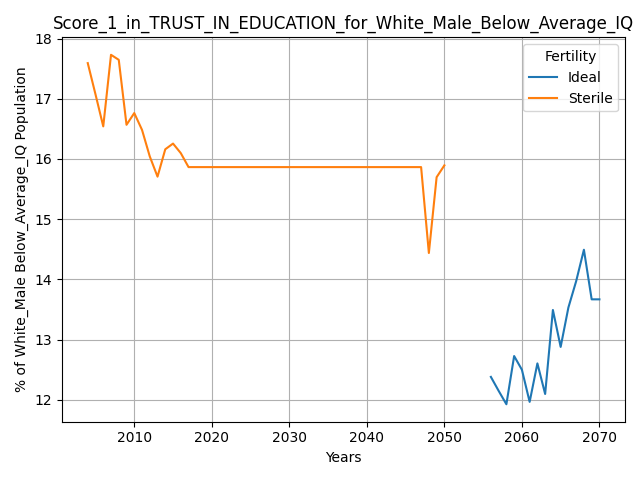 Score_1_in_TRUST_IN_EDUCATION_for_White_Male_Below_Average_IQ
% of White_Male Below_Average_IQ Population
18
17
16
15
14
13
12
Fertility
Ideal
Sterile
2010 2020 2030 2040 2050 2060 2070
Years